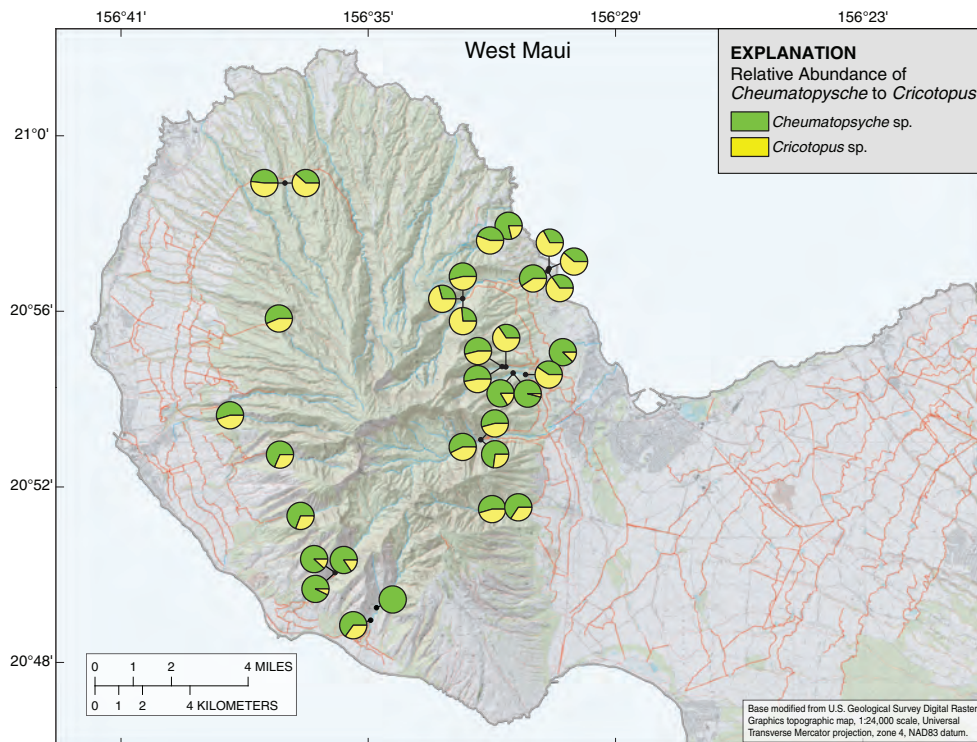 156°41' 156°35' 156°29' 156°23'
West Maui
EXPLANATION
Relative Abundance of
Cheumatopysche to Cricotopus
Cheumatopsyche sp.
Cricotopus sp.
21°0'
20°56'
20°52'
20°48'
0 1 2 4 MILES
0 1 2 4 KILOMETERS
Base modified from U.S. Geological Survey Digital Raster
Graphics topographic map, 1:24,000 scale, Universal
Transverse Mercator projection, zone 4, NAD83 datum.